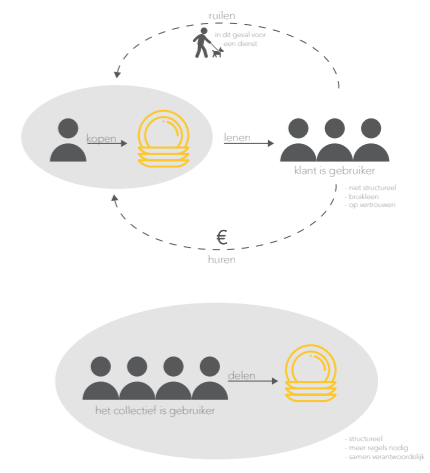 ruilen
in dit geval voor
een dienst
kopen
lenen
klant is gebruiker
- niet structureel
- bruikleen
- op vertrouwen
€
huren
delen
het collectief is gebruiker
- structureel
- meer regels nodig
- samen verantwoordelijk